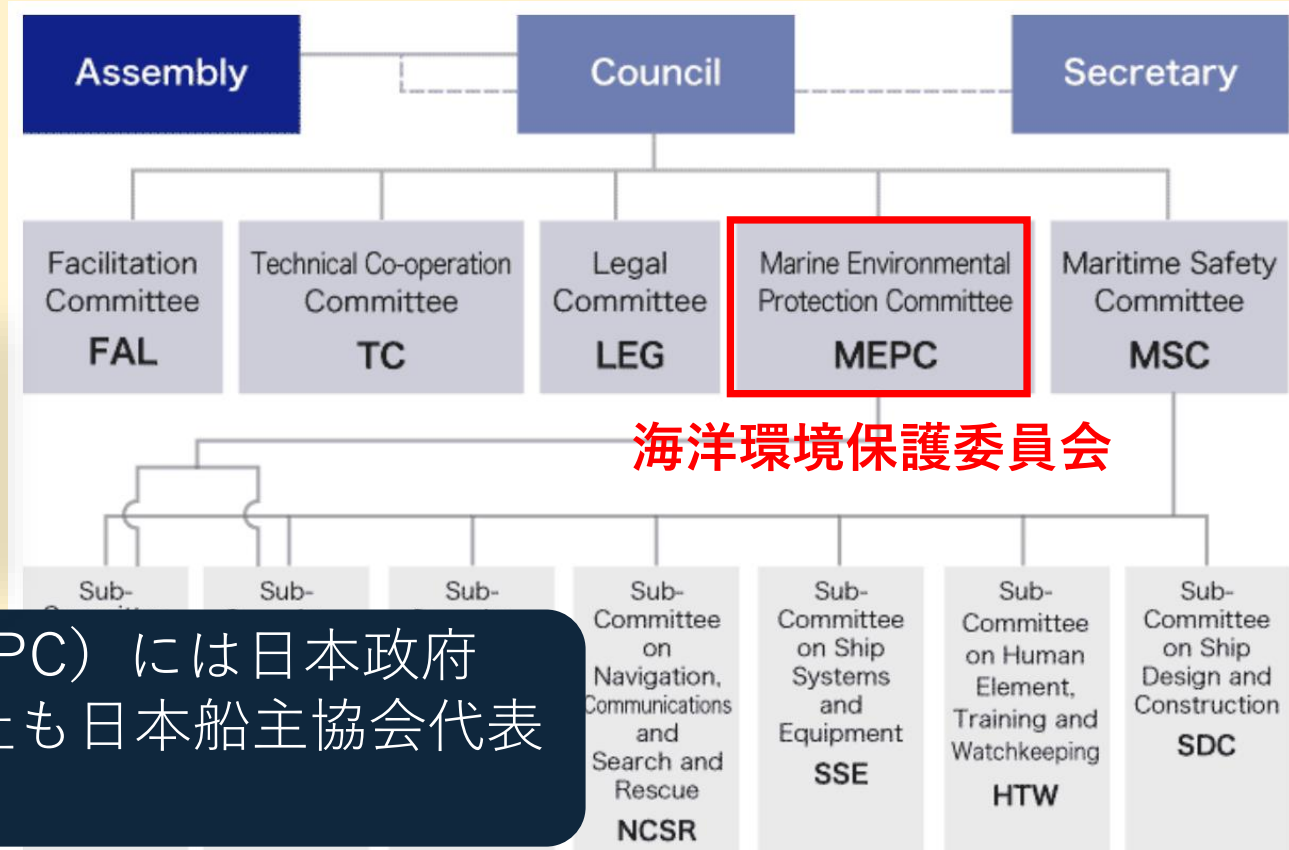 Assembly
Council
Secretary
Facilitation
Committee
FAL
Technical Co-operation
Committee
TC
Legal
Committee
LEG
Marine Environmental
Protection Committee
MEPC
Maritime Safety
Committee
MSC
海洋環境保護委員会
Sub-
Sub-
Sub-
Sub-
Committee
on
Navigation,
Communications
and
Search and
Rescue
NCSR
Sub-
Committee
on Ship
Systems
and
Equipment
SSE
Sub-
Committee
on Human
Element,
Training and
Watchkeeping
HTW
Sub-
Committee
on Ship
Design and
Construction
SDC
PC）には日本政府
も日本船主協会代表